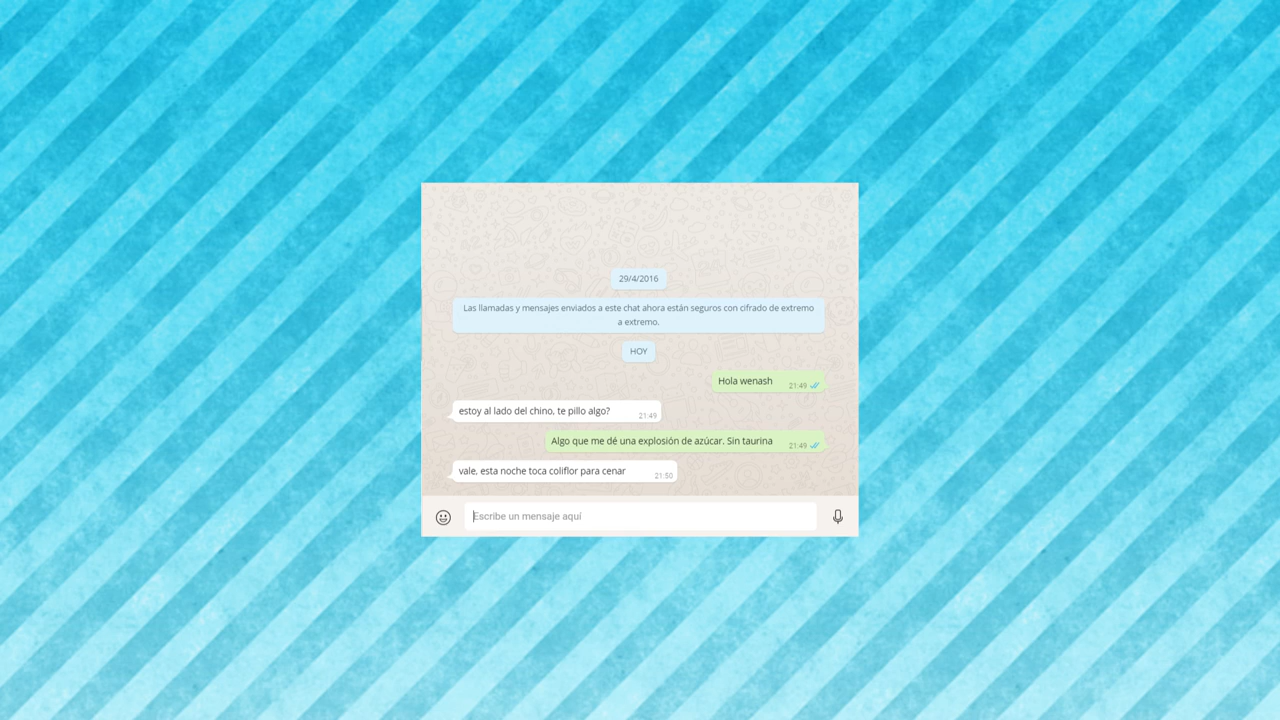 29/4/2016
Las llamadas y mensajes enviados a este chat ahora están seguros con cifrado de extremo
a extremo.
HOY
Hola wenash 21:49
estoy al lado del chino, te pillo algo? 21:49
Algo que me dé una explosión de azúcar. Sin taurina 21:49
vale, esta noche toca coliflor para cenar 21:50
Escribe un mensaje aquí